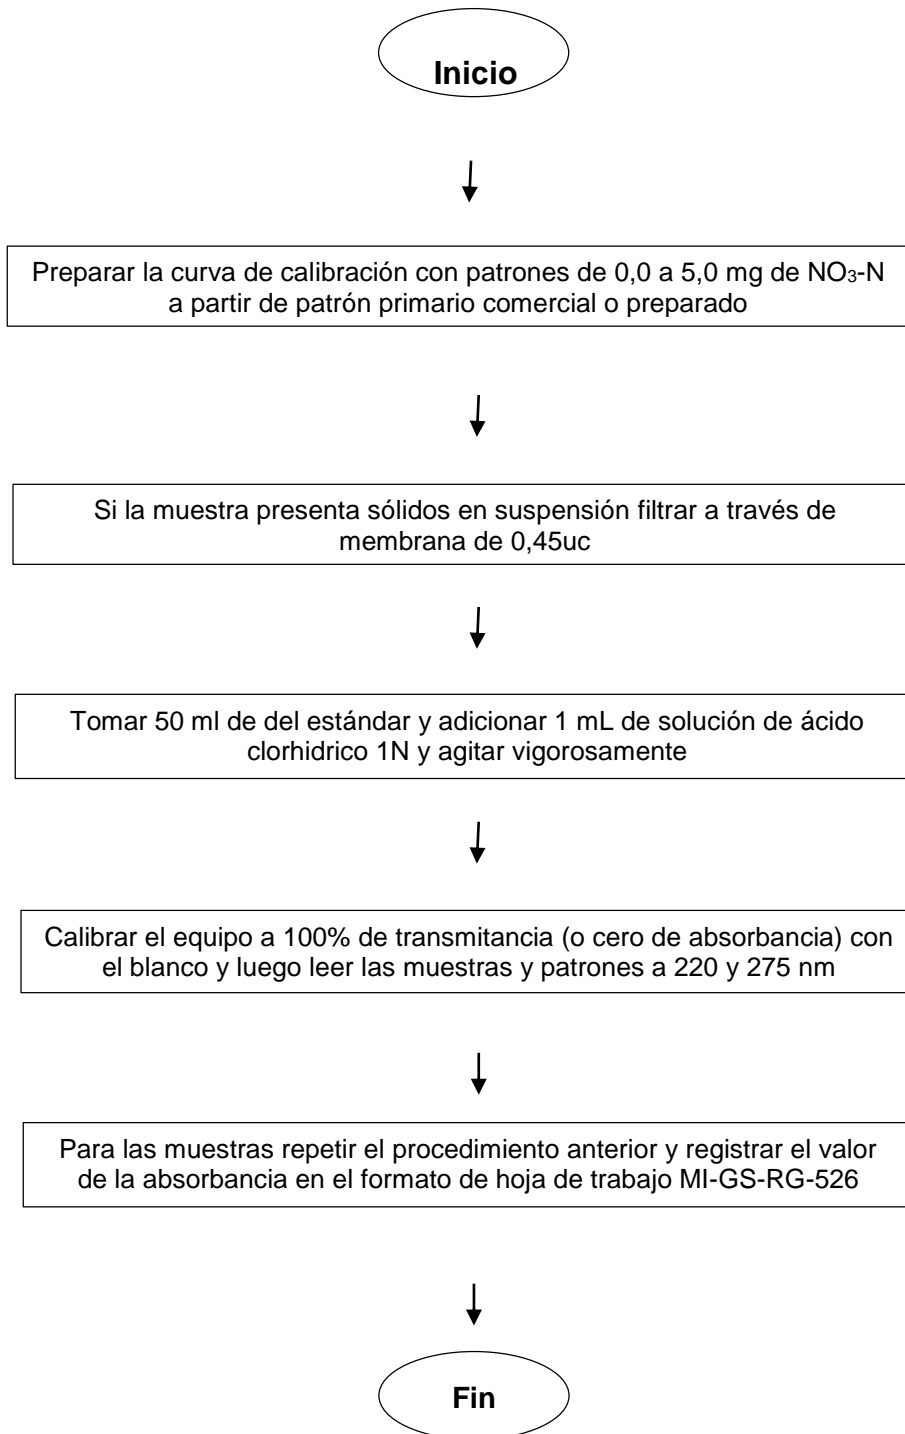 Inicio
Preparar la curva de calibración con patrones de 0,0 a 5,0 mg de NO₃-N
a partir de patrón primario comercial o preparado
Si la muestra presenta sólidos en suspensión filtrar a través de
membrana de 0,45uc
Tomar 50 ml de del estándar y adicionar 1 mL de solución de ácido
clorhidrico 1N y agitar vigorosamente
Calibrar el equipo a 100% de transmitancia (o cero de absorbancia) con
el blanco y luego leer las muestras y patrones a 220 y 275 nm
Para las muestras repetir el procedimiento anterior y registrar el valor
de la absorbancia en el formato de hoja de trabajo MI-GS-RG-526
Fin